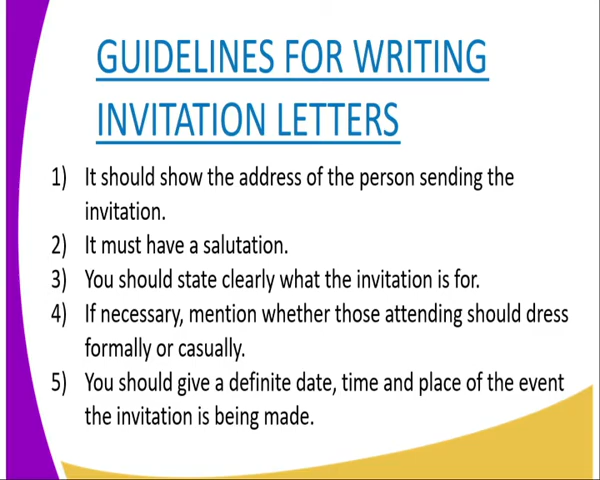 GUIDELINES FOR WRITING
INVITATION LETTERS
1) It should show the address of the person sending the
invitation.
2) It must have a salutation.
3) You should state clearly what the invitation is for.
4) If necessary, mention whether those attending should dress
formally or casually.
5) You should give a definite date, time and place of the event
the invitation is being made.